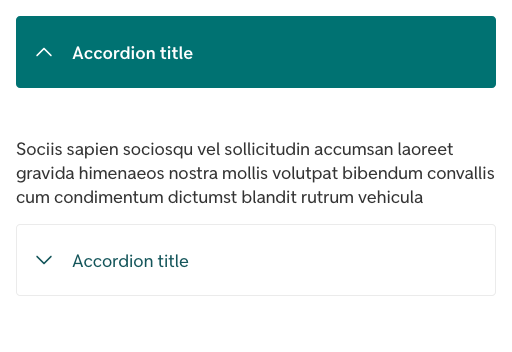 Accordion title
Sociis sapien sociosqu vel sollicitudin accumsan laoreet
gravida himenaeos nostra mollis volutpat bibendum convallis
cum condimentum dictumst blandit rutrum vehicula
Accordion title